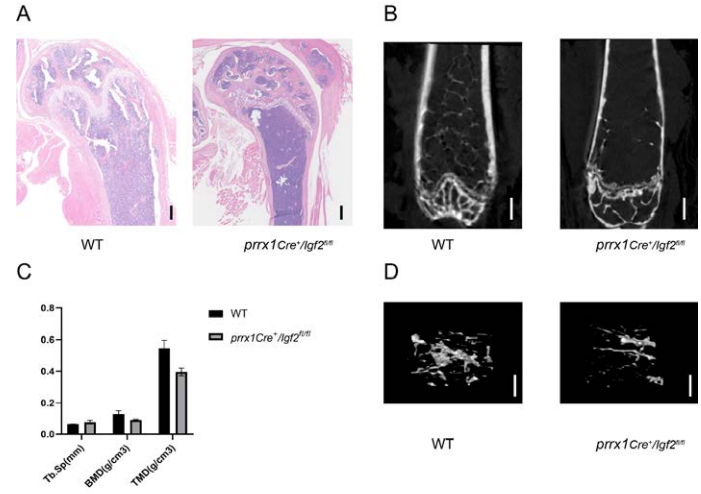 A
B
WT
prrx1Cre⁺/Igf2ᶠˡ/ᶠˡ
WT
prrx1Cre⁺/Igf2ᶠˡ/ᶠˡ
C
0.8
0.6
0.4
0.2
0.0
Tb.Sp(mm)
BMD(g/cm3)
TMD(g/cm3)
WT
prrx1Cre⁺/Igf2ᶠˡ/ᶠˡ
D
WT
prrx1Cre⁺/Igf2ᶠˡ/ᶠˡ